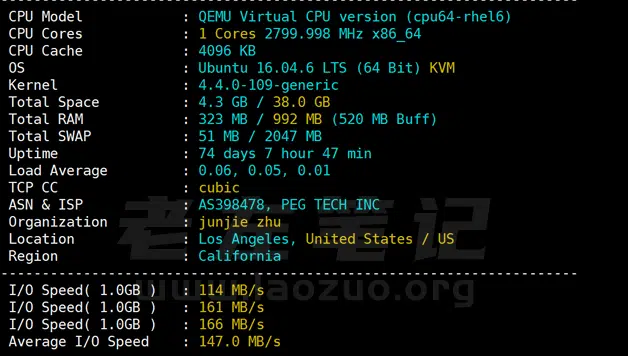 CPU Model : QEMU Virtual CPU version (cpu64-rhel6)
CPU Cores : 1 Cores 2799.998 MHz x86_64
CPU Cache : 4096 KB
OS : Ubuntu 16.04.6 LTS (64 Bit) KVM
Kernel : 4.4.0-109-generic
Total Space : 4.3 GB / 38.0 GB
Total RAM : 323 MB / 992 MB (520 MB Buff)
Total SWAP : 51 MB / 2047 MB
Uptime : 74 days 7 hour 47 min
Load Average : 0.06, 0.05, 0.01
TCP CC : cubic
ASN & ISP : AS398478, PEG TECH INC
Organization : junjie zhu
Location : Los Angeles, United States / US
Region : California
老左笔记
www.laozuo.org
I/O Speed( 1.0GB ) : 114 MB/s
I/O Speed( 1.0GB ) : 161 MB/s
I/O Speed( 1.0GB ) : 166 MB/s
Average I/O Speed : 147.0 MB/s